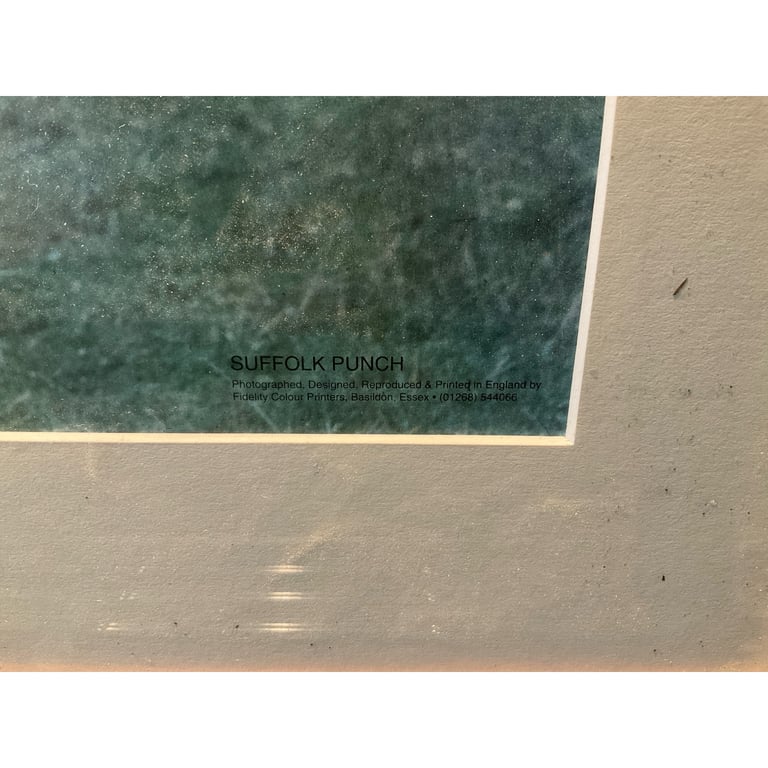 SUFFOLK PUNCH
Photographed, Designed, Reproduced & Printed in England by
Fidelity Colour Printers, Basildon, Essex • (01268) 544066